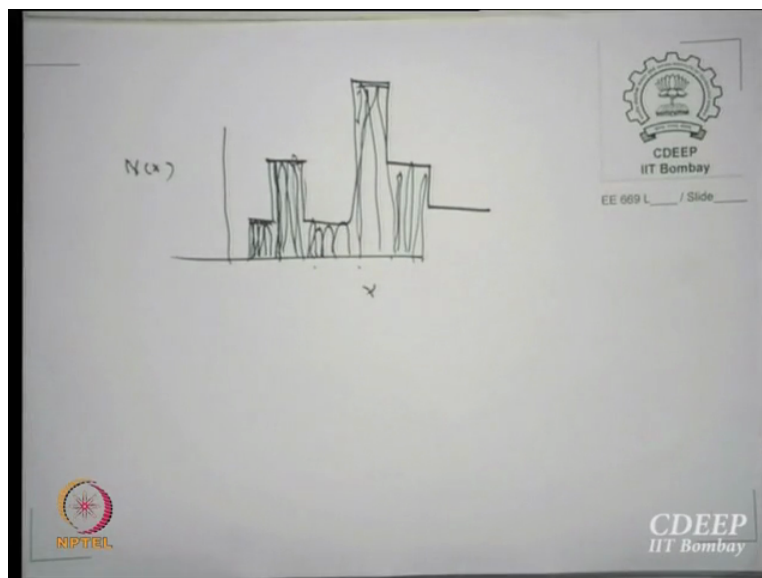 N(x)
x
CDEEP
IIT Bombay
EE 669 L____ / Slide____
NPTEL
CDEEP
IIT Bombay